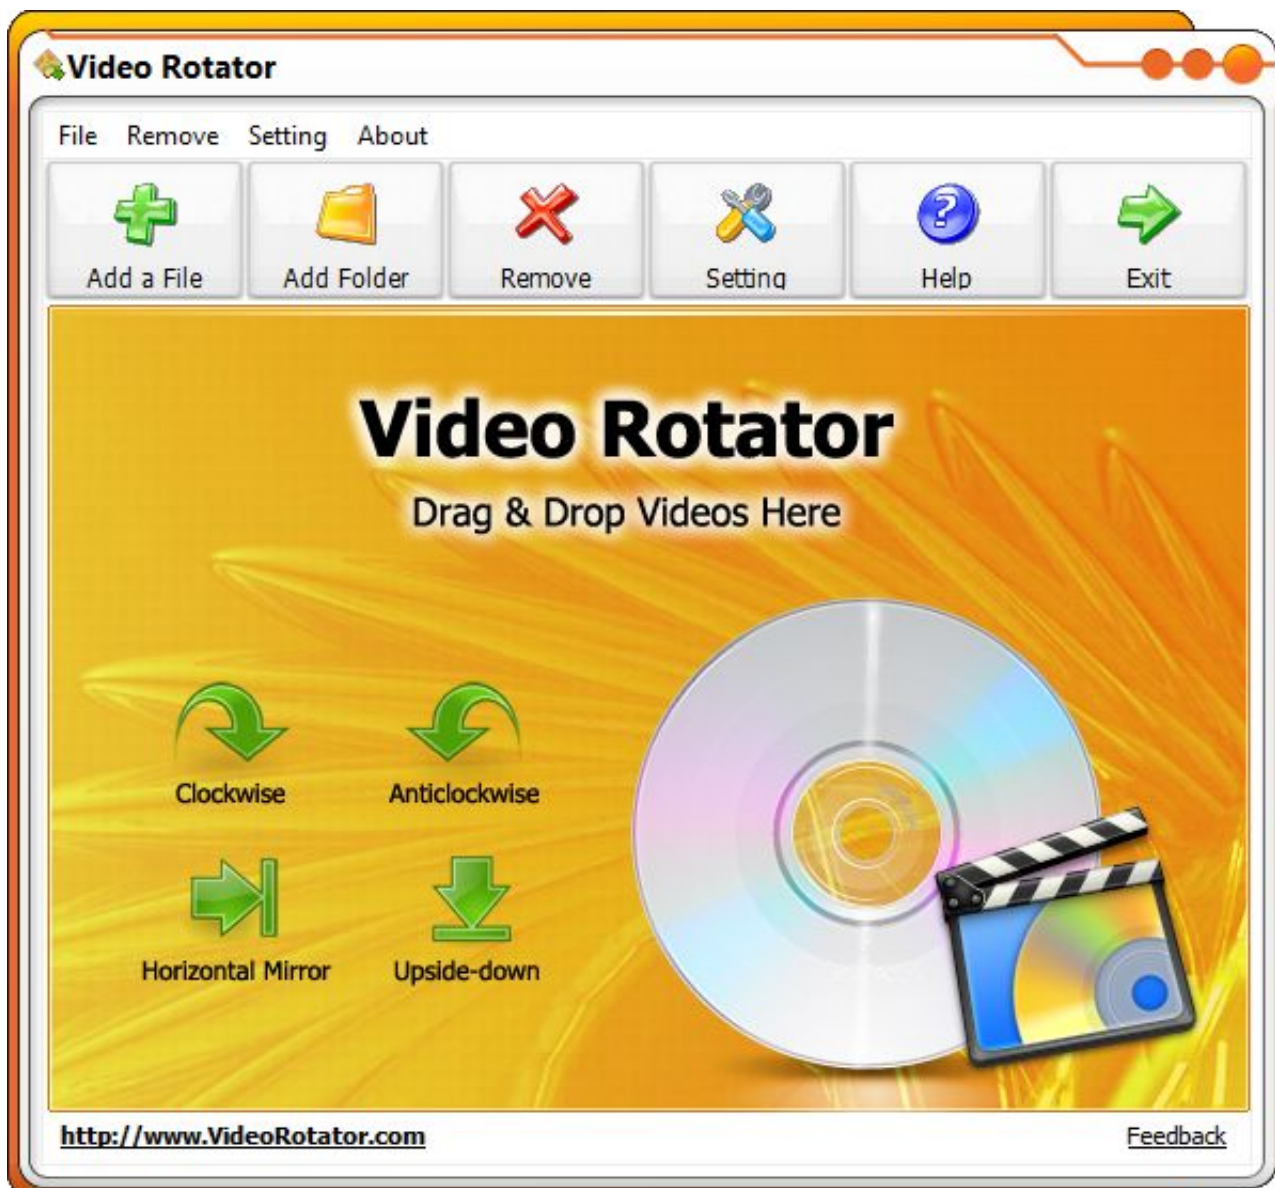 Video Rotator
File Remove Setting About
Add a File Add Folder Remove Setting Help Exit
Video Rotator
Drag & Drop Videos Here
Clockwise Anticlockwise
Horizontal Mirror Upside-down
http://www.VideoRotator.com Feedback